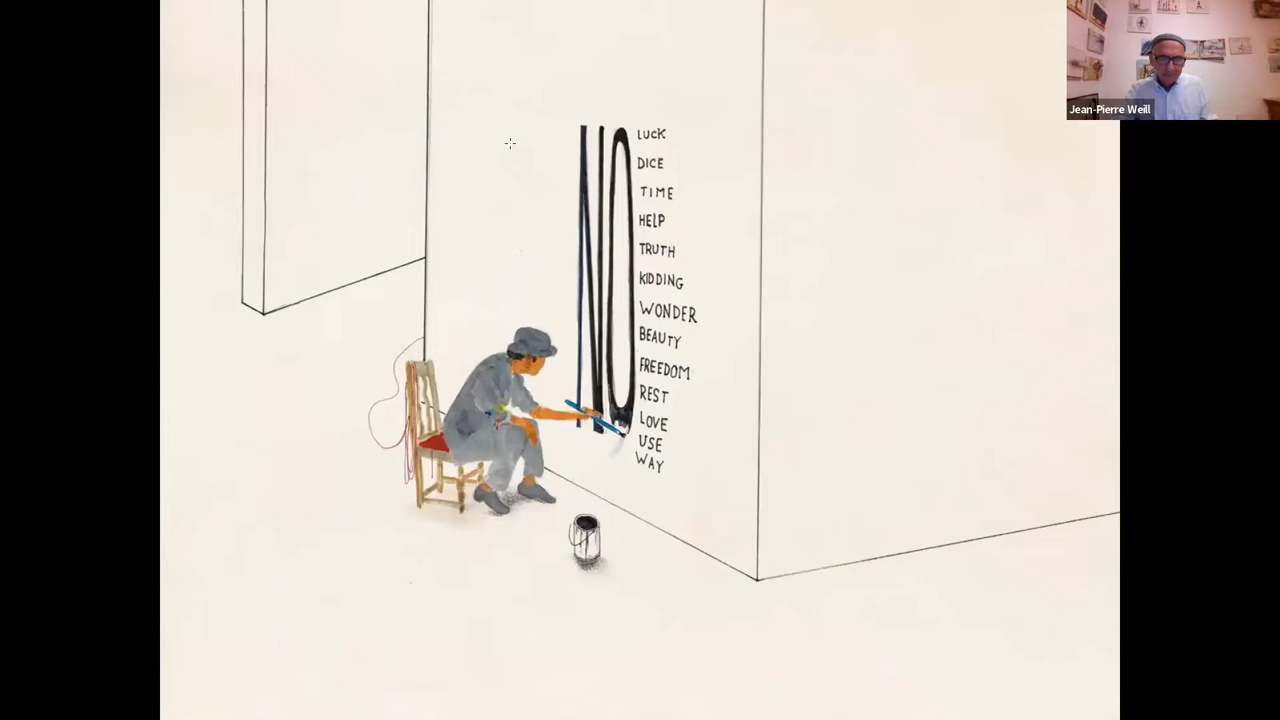 NO
LUCK
DICE
TIME
HELP
TRUTH
KIDDING
WONDER
BEAUTY
FREEDOM
REST
LOVE
USE
WAY
Jean-Pierre Weill